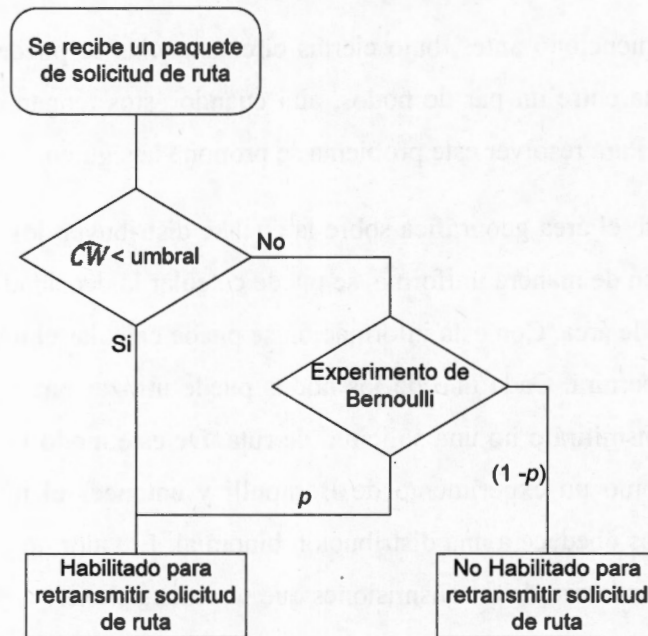 Se recibe un paquete
de solicitud de ruta
No
C̅W̅ < umbral
Si
Experimento de
Bernoulli
(1 -p)
p
Habilitado para
retransmitir solicitud
de ruta
No Habilitado para
retransmitir solicitud
de ruta